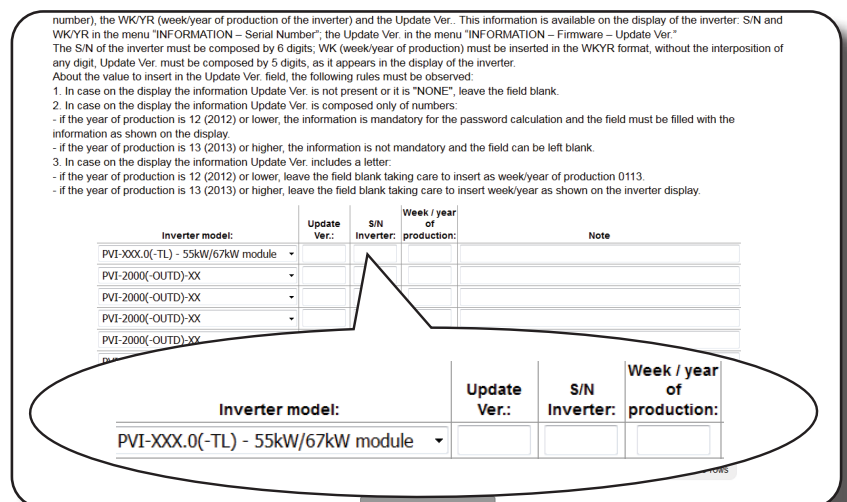 number), the WK/YR (week/year of production of the inverter) and the Update Ver.. This information is available on the display of the inverter: S/N and
WK/YR in the menu "INFORMATION – Serial Number"; the Update Ver. in the menu "INFORMATION – Firmware – Update Ver."
The S/N of the inverter must be composed by 6 digits; WK (week/year of production) must be inserted in the WKYR format, without the interposition of
any digit, Update Ver. must be composed by 5 digits, as it appears in the display of the inverter.
About the value to insert in the Update Ver. field, the following rules must be observed:
1. In case on the display the information Update Ver. is not present or it is "NONE", leave the field blank.
2. In case on the display the information Update Ver. is composed only of numbers:
- if the year of production is 12 (2012) or lower, the information is mandatory for the password calculation and the field must be filled with the
information as shown on the display.
- if the year of production is 13 (2013) or higher, the information is not mandatory and the field can be left blank.
3. In case on the display the information Update Ver. includes a letter:
- if the year of production is 12 (2012) or lower, leave the field blank taking care to insert as week/year of production 0113.
- if the year of production is 13 (2013) or higher, leave the field blank taking care to insert week/year as shown on the inverter display.
Inverter model: Update Ver.: S/N Inverter: Week / year of production: Note
PVI-XXX.0(-TL) - 55kW/67kW module
PVI-2000(-OUTD)-XX
PVI-2000(-OUTD)-XX
PVI-2000(-OUTD)-XX
PVI-2000(-OUTD)-XX
Inverter model: Update Ver.: S/N Inverter: Week / year of production:
PVI-XXX.0(-TL) - 55kW/67kW module